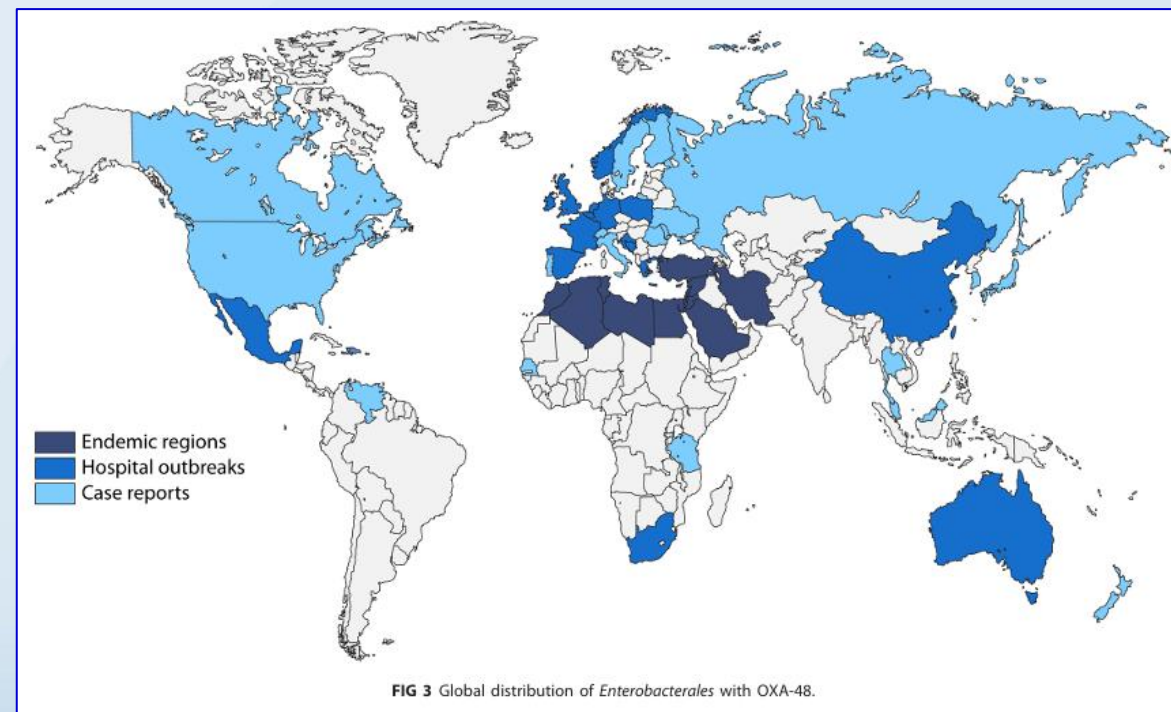 Endemic regions
Hospital outbreaks
Case reports
FIG 3 Global distribution of Enterobacterales with OXA-48.